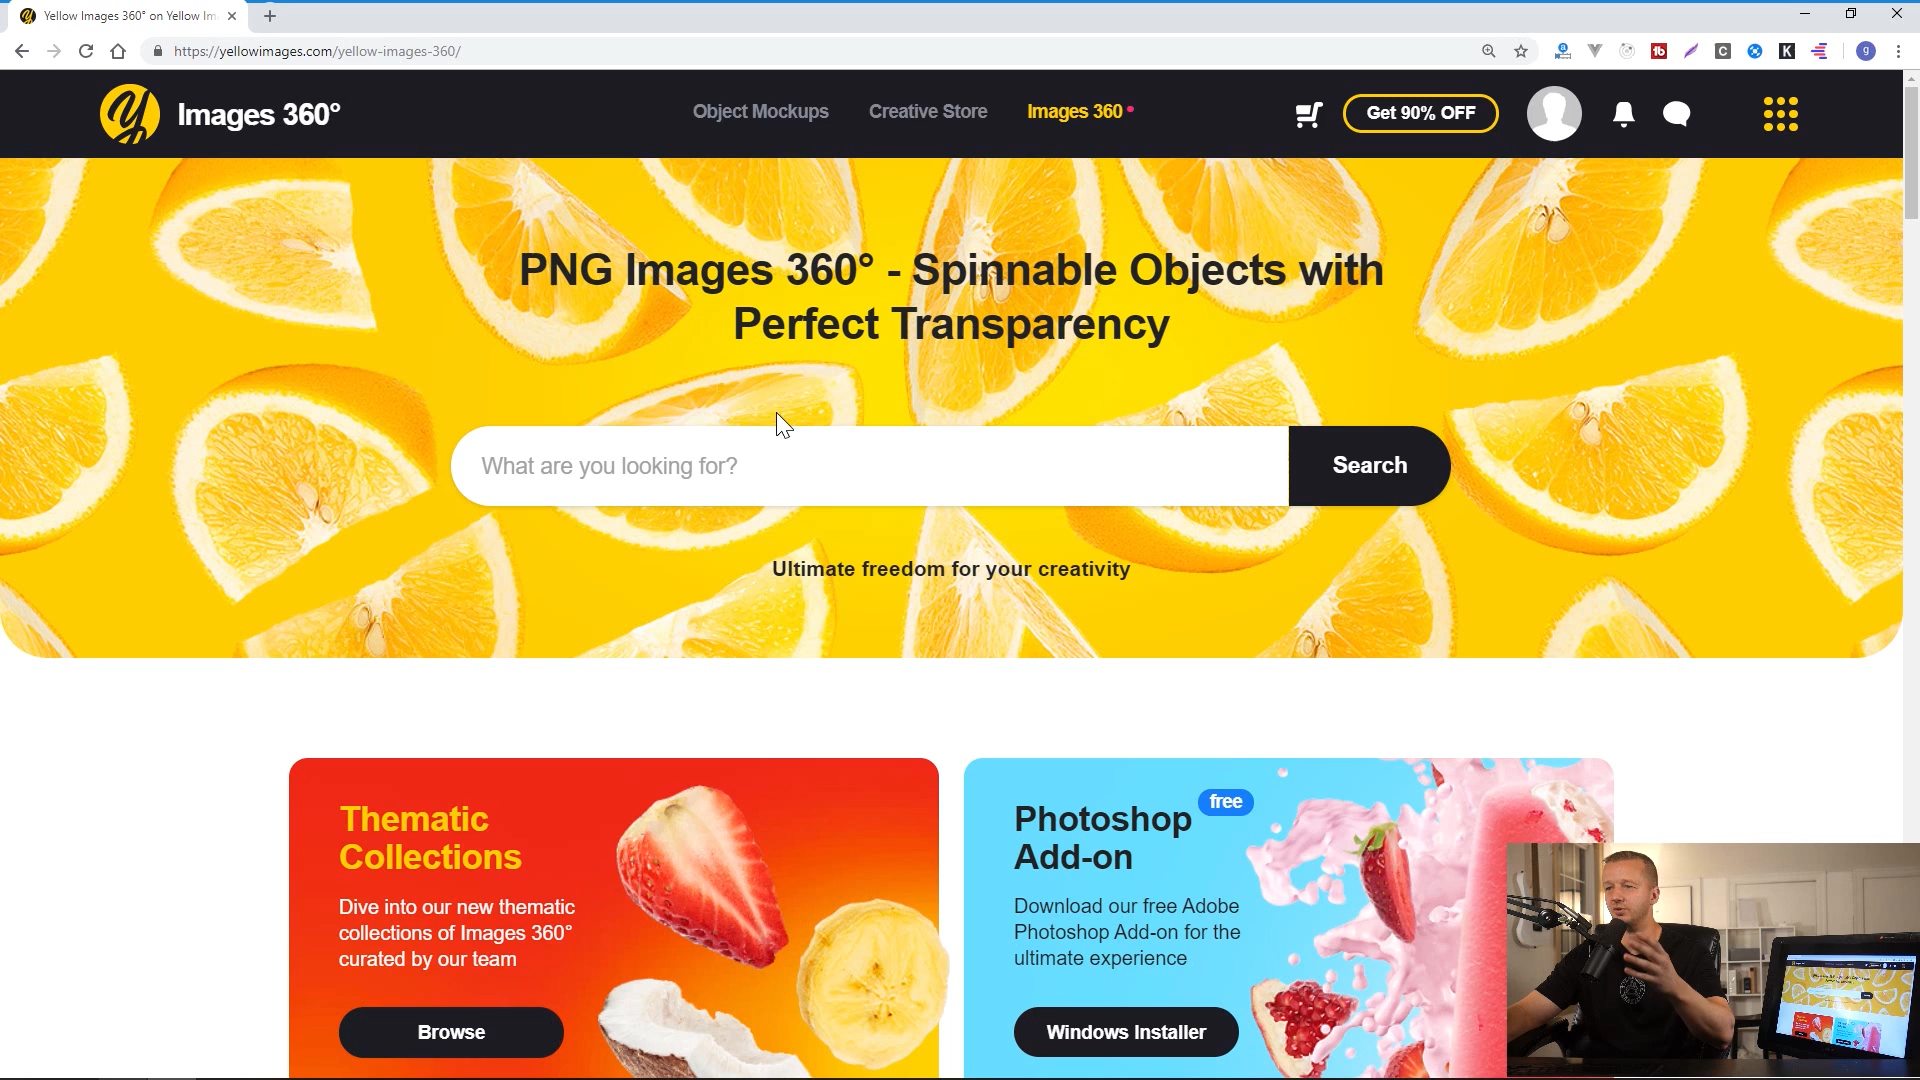 Yellow Images 360° on Yellow Im
https://yellowimages.com/yellow-images-360/
Images 360°
Object Mockups
Creative Store
Images 360
Get 90% OFF
PNG Images 360° - Spinnable Objects with
Perfect Transparency
What are you looking for?
Search
Ultimate freedom for your creativity
Thematic
Collections
Dive into our new thematic
collections of Images 360°
curated by our team
Browse
Photoshop
free
Add-on
Download our free Adobe
Photoshop Add-on for the
ultimate experience
Windows Installer